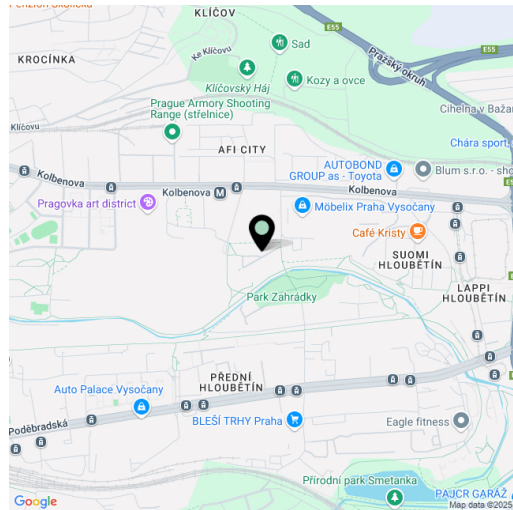 Penzion Školička
KLÍČOV
E55
Ke Klíčovu
Sad
Pražský okruh
KROCÍNKA
Klíčovský Háj
Kozy a ovce
E55
Prague Armory Shooting
Range (střelnice)
Cihelna v Bažan
Klíčovu
AFI CITY
Chára sport,
AUTOBOND
GROUP as - Toyota
Blum s.r.o. - sho
Kolbenova
Kolbenova
M
Kolbenova
Pragovka art district
Möbelix Praha Vysočany
Café Kristy
SUOMI
HLOUBĚTÍN
LAPPI
HLOUBĚTÍN
Park Zahrádky
PŘEDNÍ
HLOUBĚTÍN
Auto Palace Vysočany
Poděbradská
BLEŠÍ TRHY Praha
Eagle fitness
Přírodní park Smetanka
PAJCR GARÁŽ
Google
Map data ©2025